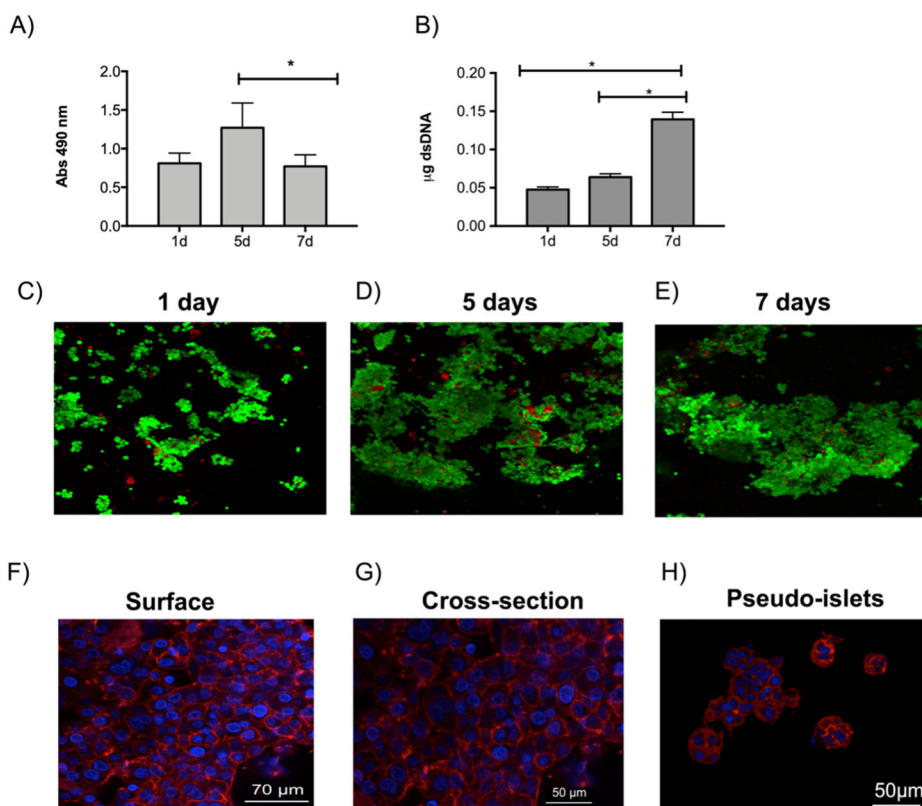 A)
B)
*
2.0
1.5
1.0
0.5
0.0
Abs 490 nm
1d
5d
7d
*
*
0.20
0.15
0.10
0.05
0.00
µg dsDNA
1d
5d
7d
C)
1 day
D)
5 days
E)
7 days
F)
Surface
G)
Cross-section
H)
Pseudo-islets
70 µm
50 µm
50µm